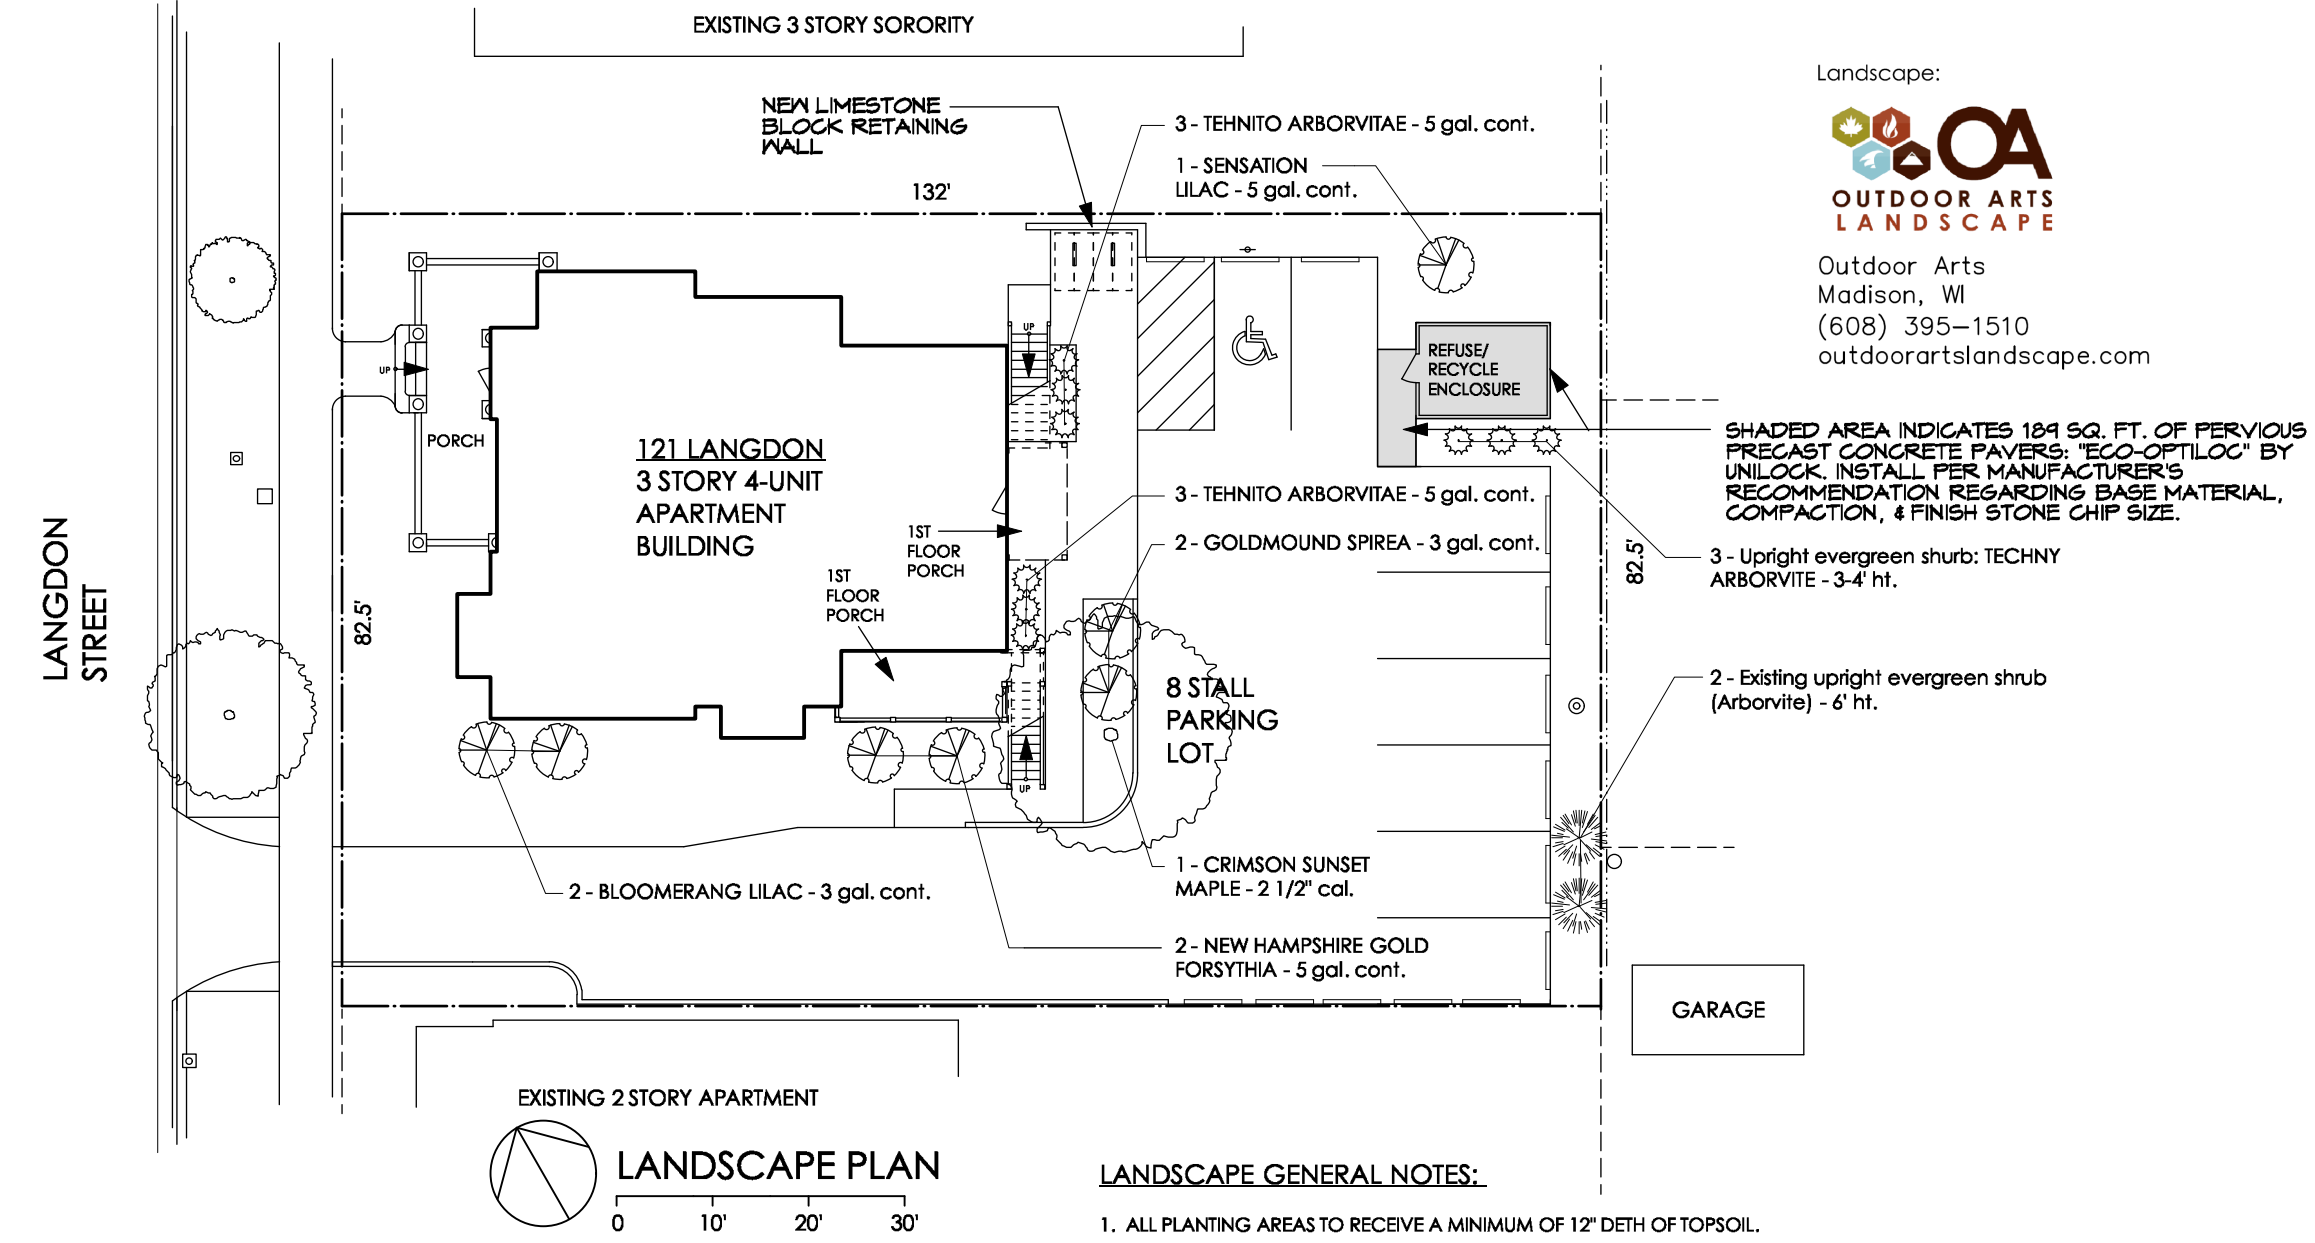 EXISTING 3 STORY SORORITY
Landscape:
OA
OUTDOOR ARTS
LANDSCAPE
Outdoor Arts
Madison, WI
(608) 395-1510
outdoorartslandscape.com
NEW LIMESTONE
BLOCK RETAINING
WALL
3 - TEHNITO ARBORVITAE - 5 gal. cont.
1 - SENSATION
LILAC - 5 gal. cont.
132'
UP
UP
PORCH
REFUSE/
RECYCLE
ENCLOSURE
121 LANGDON
3 STORY 4-UNIT
APARTMENT
BUILDING
SHADED AREA INDICATES 189 SQ. FT. OF PERVIOUS
PRECAST CONCRETE PAVERS: "ECO-OPTILOC" BY
UNILOCK. INSTALL PER MANUFACTURER'S
RECOMMENDATION REGARDING BASE MATERIAL,
COMPACTION, & FINISH STONE CHIP SIZE.
3 - TEHNITO ARBORVITAE - 5 gal. cont.
1ST
FLOOR
PORCH
2 - GOLDMOUND SPIREA - 3 gal. cont.
82.5'
3 - Upright evergreen shurb: TECHNY
ARBORVITE - 3-4' ht.
LANGDON
STREET
82.5'
1ST
FLOOR
PORCH
8 STALL
PARKING
LOT
2 - Existing upright evergreen shrub
(Arborvite) - 6' ht.
UP
1 - CRIMSON SUNSET
MAPLE - 2 1/2" cal.
2 - BLOOMERANG LILAC - 3 gal. cont.
2 - NEW HAMPSHIRE GOLD
FORSYTHIA - 5 gal. cont.
GARAGE
EXISTING 2 STORY APARTMENT
LANDSCAPE PLAN
0 10' 20' 30'
LANDSCAPE GENERAL NOTES:
1. ALL PLANTING AREAS TO RECEIVE A MINIMUM OF 12" DETH OF TOPSOIL.